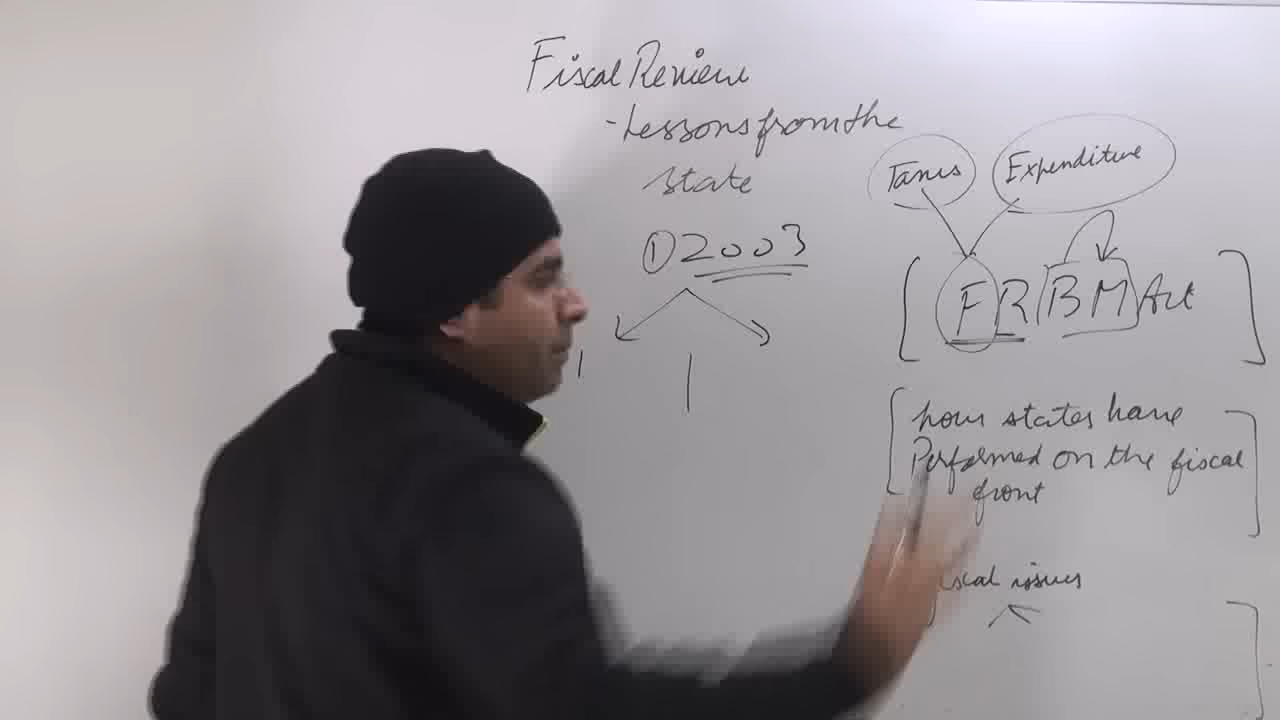 Fiscal Review
-Lessons from the
state
① 2003
Taxes
Expenditure
[FRBM Act]
how states have
Performed on the fiscal
front
issues